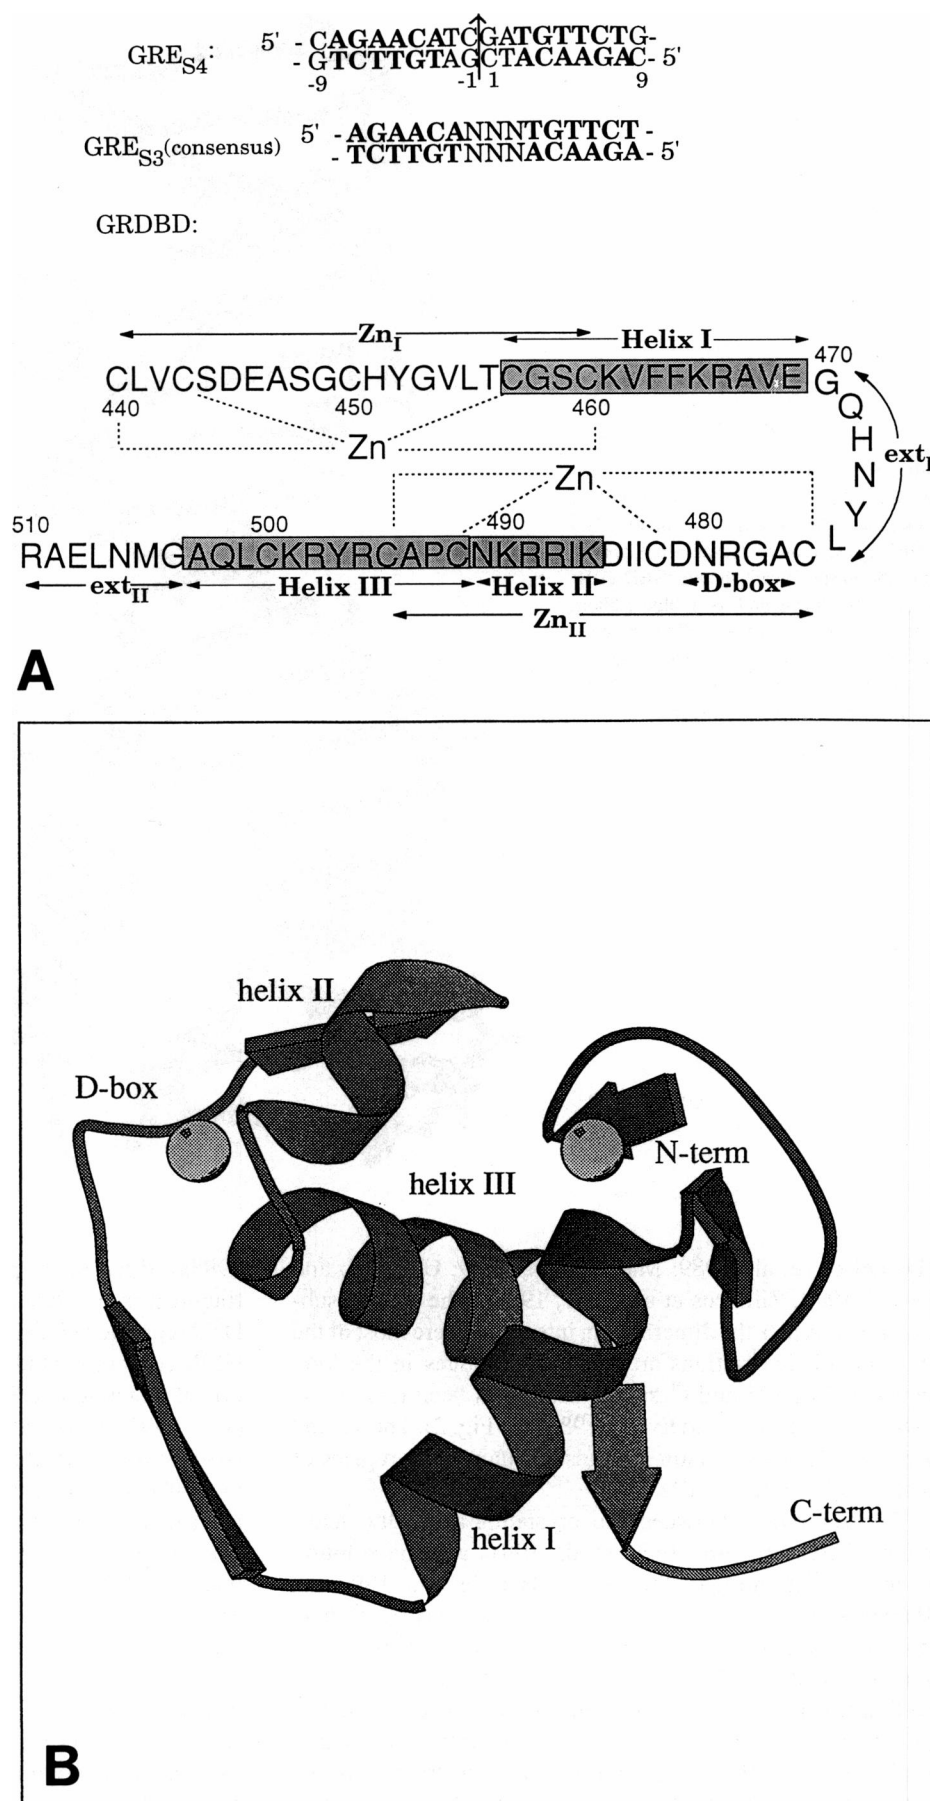 5' - CAGAACATCGATGTTCTG-
GRE_S4:
- GTCTTGTAGCTACAAGAC- 5'
-9 -1 1 9
5' - AGAACANNNTGTTCT -
GRE_S3 (consensus)
- TCTTGTNNNACAAGA - 5'
GRDBD:
Zn_I Helix I
470
CLVCSDEASGCHYGVLTCGSCKVFFKRAVE G
440 450 460
Q
H
N
Y
L
ext_I
Zn
Zn
510 500 490 480
RAELNMGAQLCKRYRCAPCNKRRIKDIICDNRGAC
ext_II Helix III Helix II D-box
Zn_II
A
helix II
D-box
N-term
helix III
C-term
helix I
B